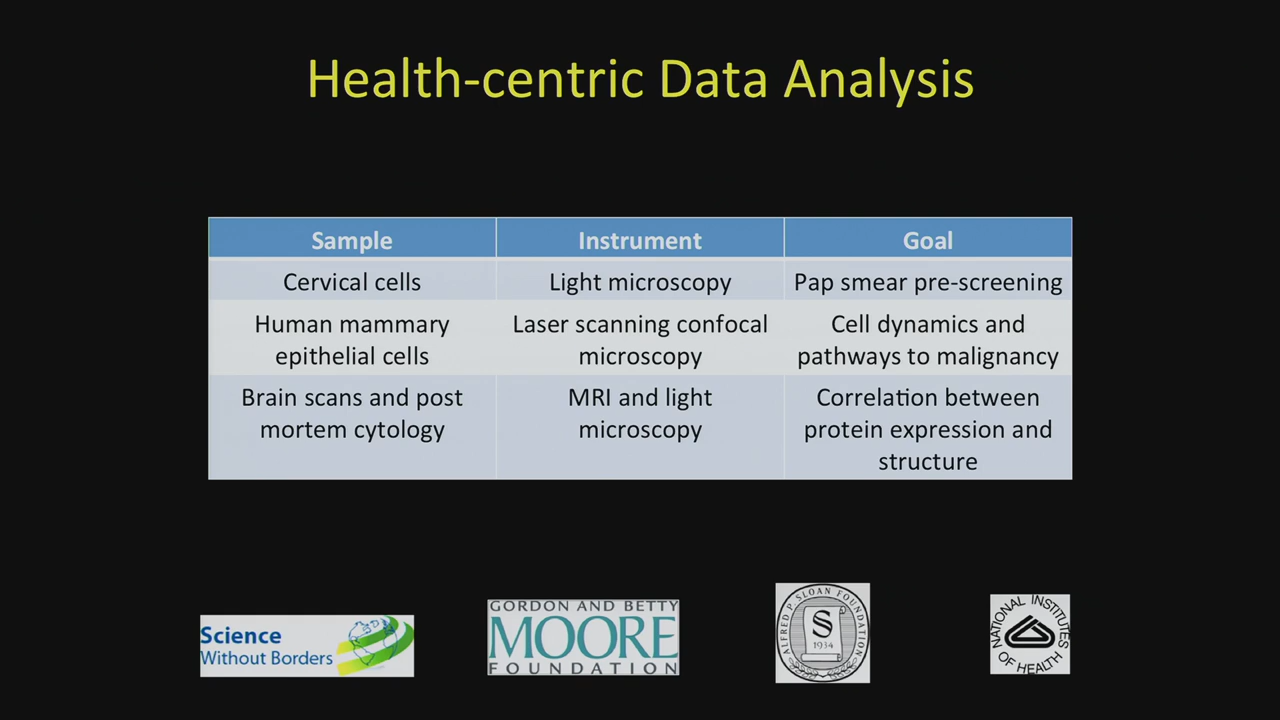 Health-centric Data Analysis
Sample Instrument Goal
Cervical cells Light microscopy Pap smear pre-screening
Human mammary Laser scanning confocal Cell dynamics and
epithelial cells microscopy pathways to malignancy
Brain scans and post MRI and light Correlation between
mortem cytology microscopy protein expression and
structure
Science
Without Borders
GORDON AND BETTY
MOORE
FOUNDATION
ALFRED P. SLOAN FOUNDATION
S
1934
NATIONAL INSTITUTES
OF HEALTH